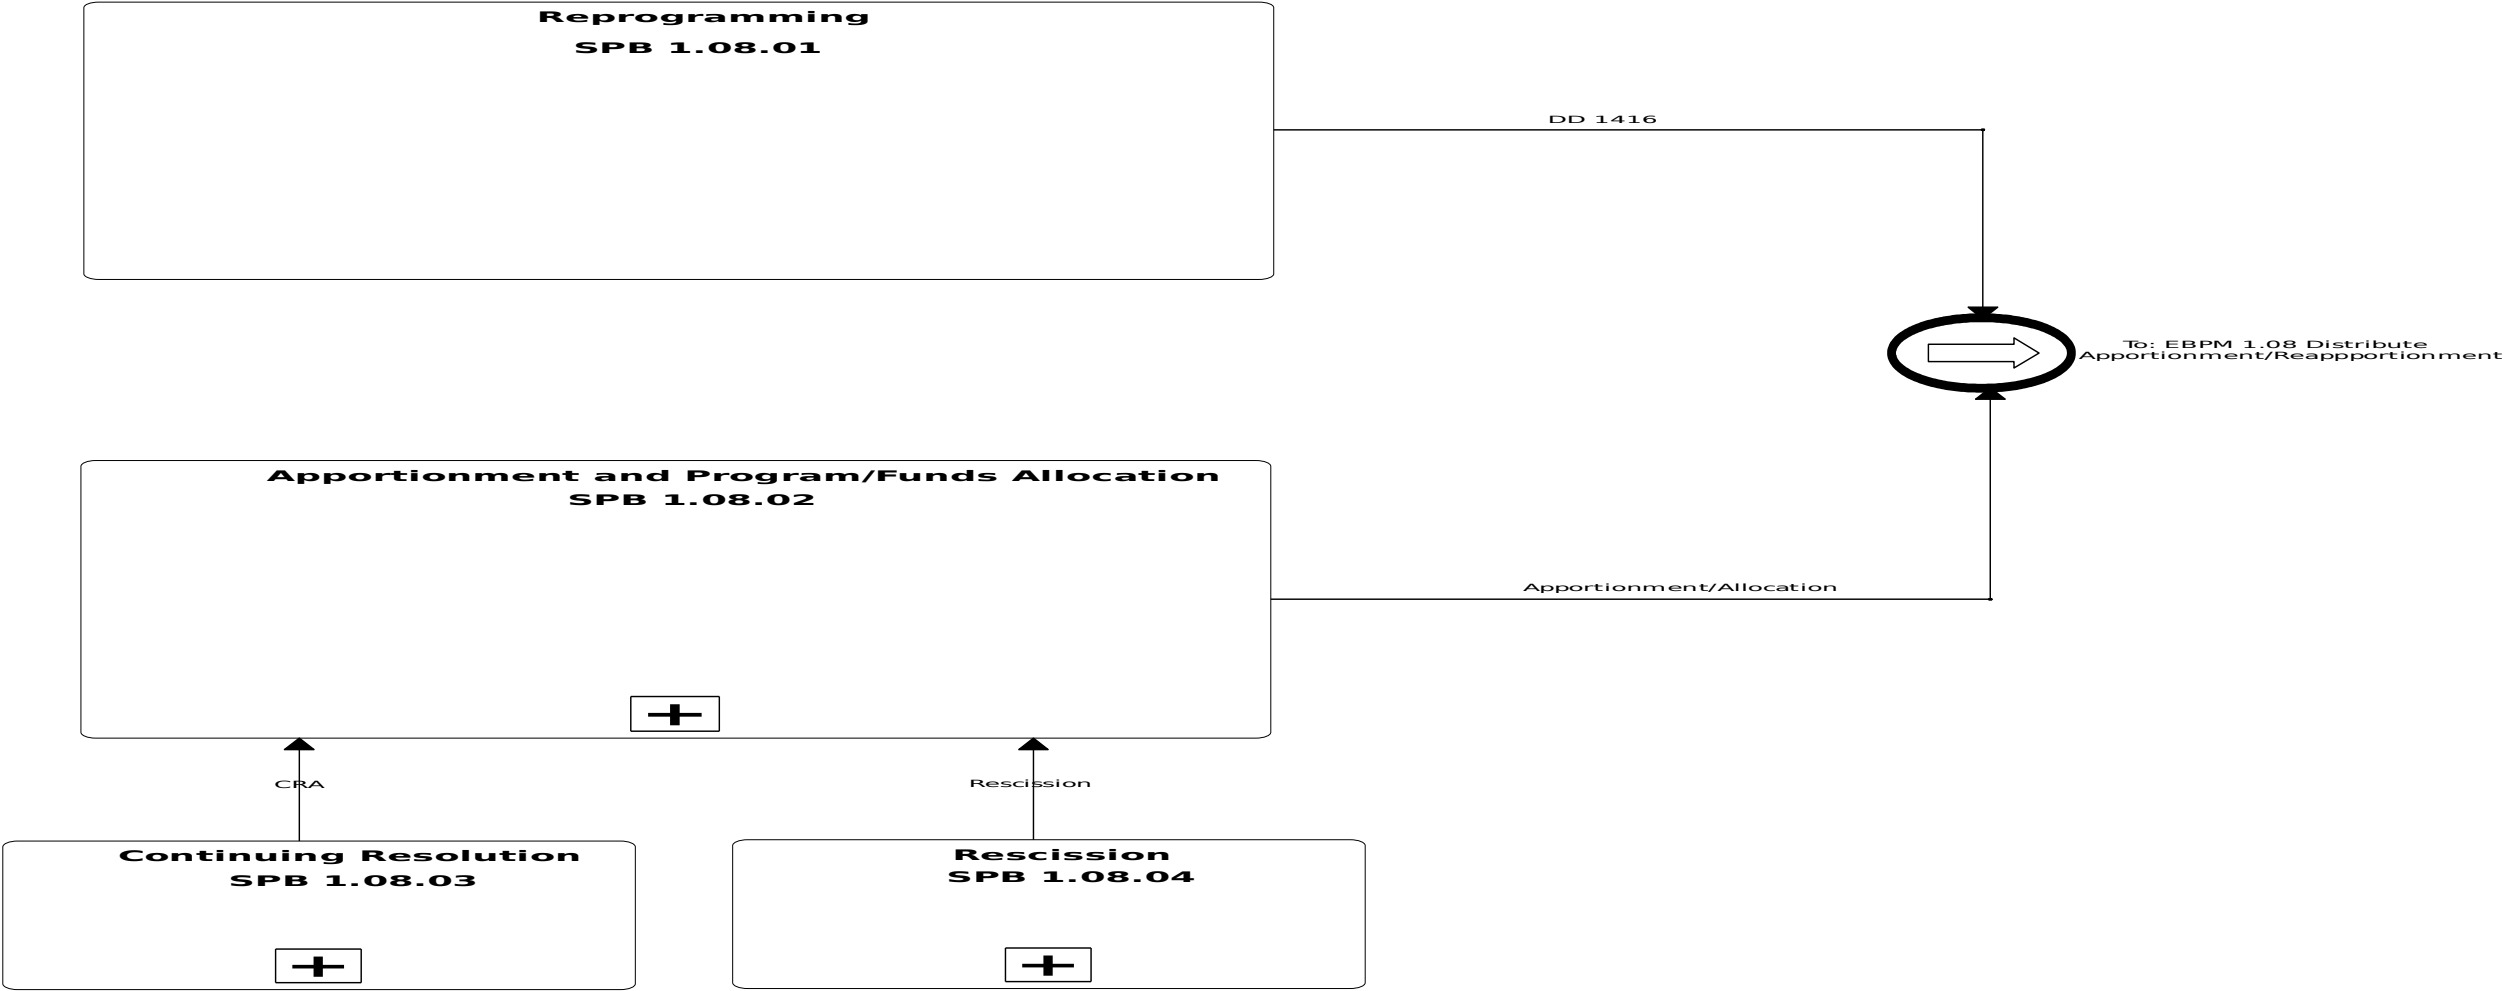 Reprogramming
SPB 1.08.01
DD 1416
To: EBPM 1.08 Distribute
Apportionment/Reappportionment
Apportionment and Program/Funds Allocation
SPB 1.08.02
Apportionment/Allocation
CRA
Rescission
Continuing Resolution
SPB 1.08.03
Rescission
SPB 1.08.04